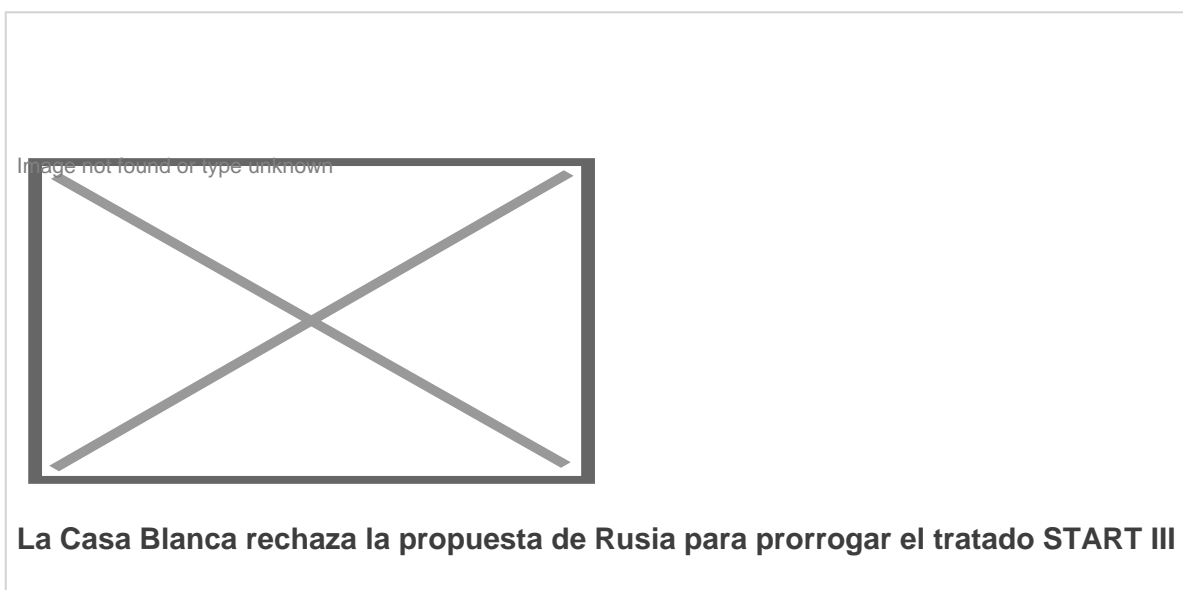 Image not found or type unknown
La Casa Blanca rechaza la propuesta de Rusia para prorrogar el tratado START III